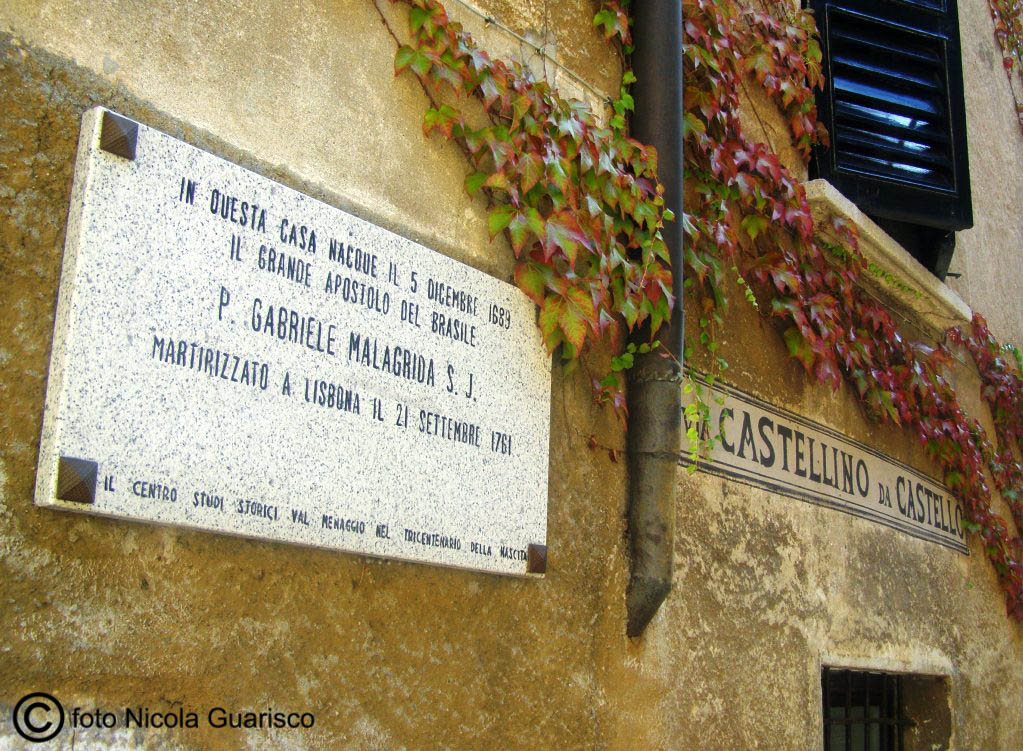 IN QUESTA CASA NACQUE IL 5 DICEMBRE 1689
IL GRANDE APOSTOLO DEL BRASILE
P. GABRIELE MALAGRIDA S. J.
MARTIRIZZATO A LISBONA IL 21 SETTEMBRE 1761
IL CENTRO STUDI STORICI VAL MENAGGIO NEL TRICENTENARIO DELLA NASCITA
VIA CASTELLINO DA CASTELLO
© foto Nicola Guarisco